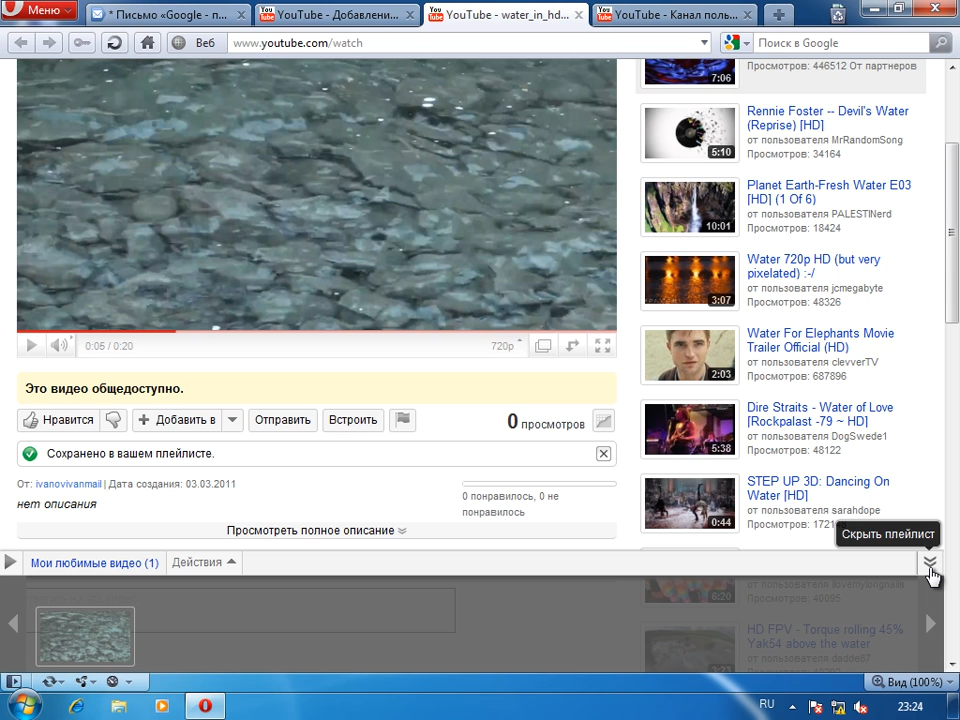 Меню
* Письмо «Google - п...
YouTube - Добавлени...
YouTube - water_in_hd...
YouTube - Канал поль...
Веб
www.youtube.com/watch
Поиск в Google
7:06
Просмотров: 446512 От партнеров
Rennie Foster -- Devil's Water
(Reprise) [HD]
от пользователя MrRandomSong
Просмотров: 34164
5:10
Planet Earth-Fresh Water E03
[HD] (1 Of 6)
от пользователя PALESTINerd
Просмотров: 18424
10:01
Water 720p HD (but very
pixelated) :-/
от пользователя jcmegabyte
Просмотров: 48326
3:07
Water For Elephants Movie
Trailer Official (HD)
от пользователя clevverTV
Просмотров: 687896
2:03
Dire Straits - Water of Love
[Rockpalast -79 ~ HD]
от пользователя DogSwede1
Просмотров: 48122
5:38
STEP UP 3D: Dancing On
Water [HD]
от пользователя sarahdope
0:44
Скрыть плейлист
0:05 / 0:20
720p
Это видео общедоступно.
Нравится
Добавить в
Отправить
Встроить
0 просмотров
Сохранено в вашем плейлисте.
От: ivanovivanmail | Дата создания: 03.03.2011
нет описания
0 понравилось, 0 не
понравилось
Просмотреть полное описание
Мои любимые видео (1)
Действия
от пользователя lovemylongnails
Просмотров: 40095
6:20
HD FPV - Torque rolling 45%
Yak54 above the water
от пользователя dadde87
Вид (100%)
RU
23:24